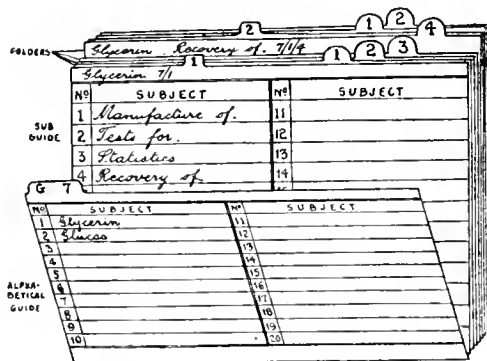 2 1 2 4
FOLDERS Glycerin Recovery of. 7/1/4
1 1 2 3
Glycerin 7/1
Nº SUBJECT Nº SUBJECT
1 Manufacture of. 11
2 Tests for. 12
3 Statistics 13
4 Recovery of. 14
SUB GUIDE
G 7
Nº SUBJECT Nº SUBJECT
1 Glycerin 11
2 12
3 13
4 14
5 15
6 16
7 17
8 18
9 19
10 20
ALPHA-
BETICAL
GUIDE